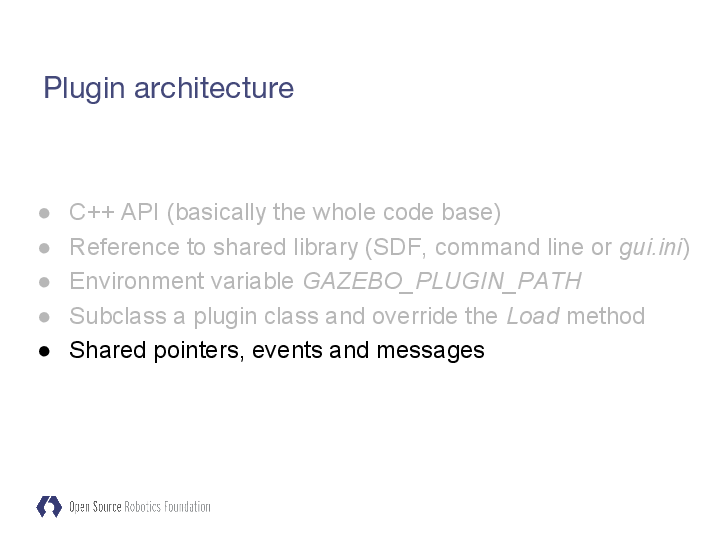 Plugin architecture
● C++ API (basically the whole code base)
● Reference to shared library (SDF, command line or gui.ini)
● Environment variable GAZEBO_PLUGIN_PATH
● Subclass a plugin class and override the Load method
● Shared pointers, events and messages
Open Source Robotics Foundation